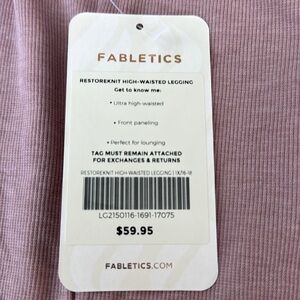 FABLETICS
RESTOREKNIT HIGH-WAISTED LEGGING
Get to know me:
• Ultra high-waisted
• Front paneling
• Perfect for lounging
TAG MUST REMAIN ATTACHED
FOR EXCHANGES & RETURNS
RESTOREKNIT HIGH-WAISTED LEGGING | 1X/16-18
LG2150116-1691-17075
$59.95
FABLETICS.COM